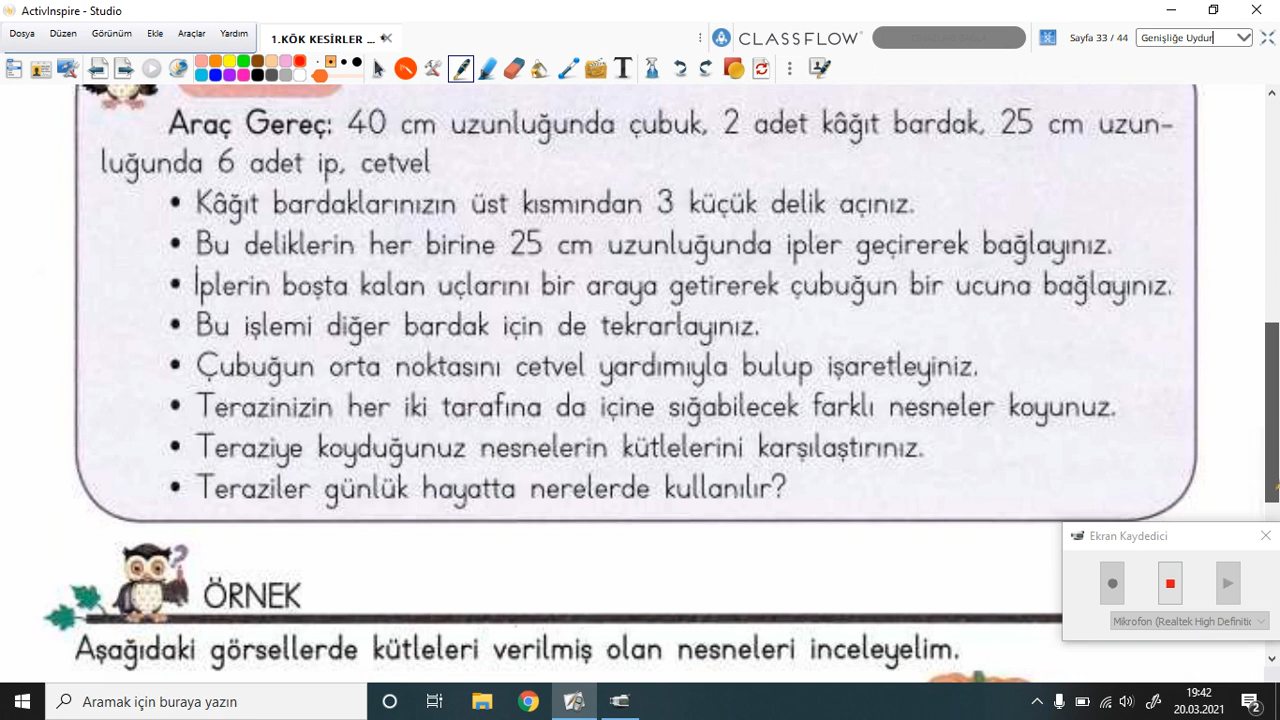 ActivInspire - Studio
Dosya Düzen Görünüm Ekle Araçlar Yardım
1.KÖK KESİRLER ...
CLASSFLOW
Sayfa 33 / 44
Genişliğe Uydur
Araç Gereç: 40 cm uzunluğunda çubuk, 2 adet kâğıt bardak, 25 cm uzun-
luğunda 6 adet ip, cetvel
• Kâğıt bardaklarınızın üst kısmından 3 küçük delik açınız.
• Bu deliklerin her birine 25 cm uzunluğunda ipler geçirerek bağlayınız.
• İplerin boşta kalan uçlarını bir araya getirerek çubuğun bir ucuna bağlayınız.
• Bu işlemi diğer bardak için de tekrarlayınız.
• Çubuğun orta noktasını cetvel yardımıyla bulup işaretleyiniz.
• Terazinizin her iki tarafına da içine sığabilecek farklı nesneler koyunuz.
• Teraziye koyduğunuz nesnelerin kütlelerini karşılaştırınız.
• Teraziler günlük hayatta nerelerde kullanılır?
Ekran Kaydedici
Mikrofon (Realtek High Definitic
ÖRNEK
Aşağıdaki görsellerde kütleleri verilmiş olan nesneleri inceleyelim.
Aramak için buraya yazın
19:42
20.03.2021
2